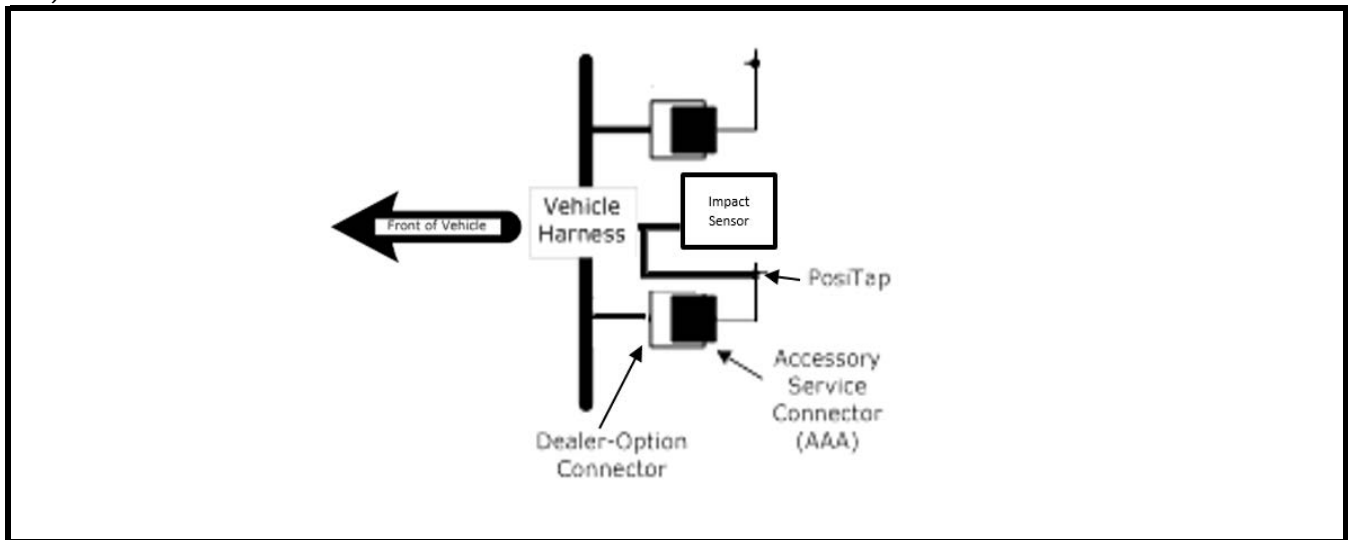 Front of Vehicle
Vehicle
Harness
Impact
Sensor
PosiTap
Accessory
Service
Connector
(AAA)
Dealer-Option
Connector